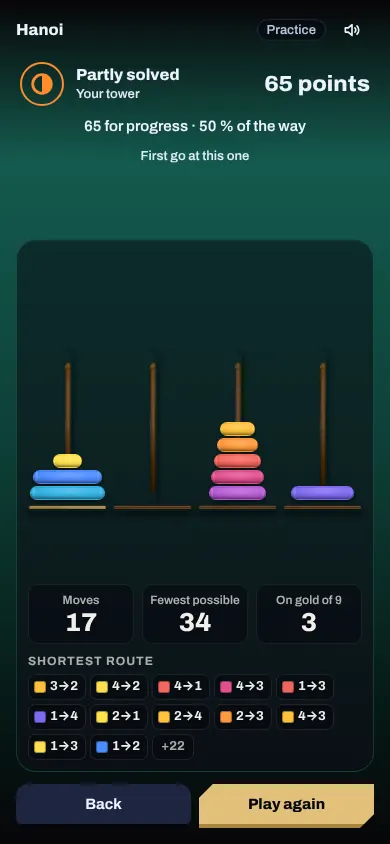 Hanoi
Practice
Partly solved
Your tower
65 points
65 for progress · 50 % of the way
First go at this one
Moves
17
Fewest possible
34
On gold of 9
3
SHORTEST ROUTE
3→2 4→2 4→1 4→3 1→3
1→4 2→1 2→4 2→3 4→3
1→3 1→2 +22
Back
Play again